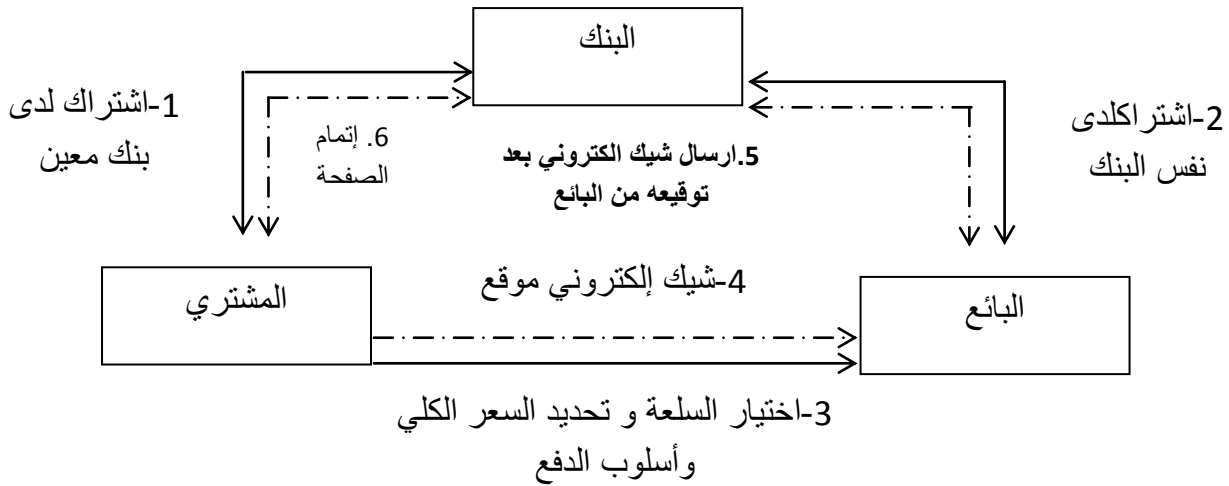 البنك
1-اشتراك لدى
بنك معين
6. إتمام
الصفحة
5.ارسال شيك الكتروني بعد
توقيعه من البائع
2-اشتراكلدى
نفس البنك
المشتري
4-شيك إلكتروني موقع
البائع
3-اختيار السلعة و تحديد السعر الكلي
وأسلوب الدفع